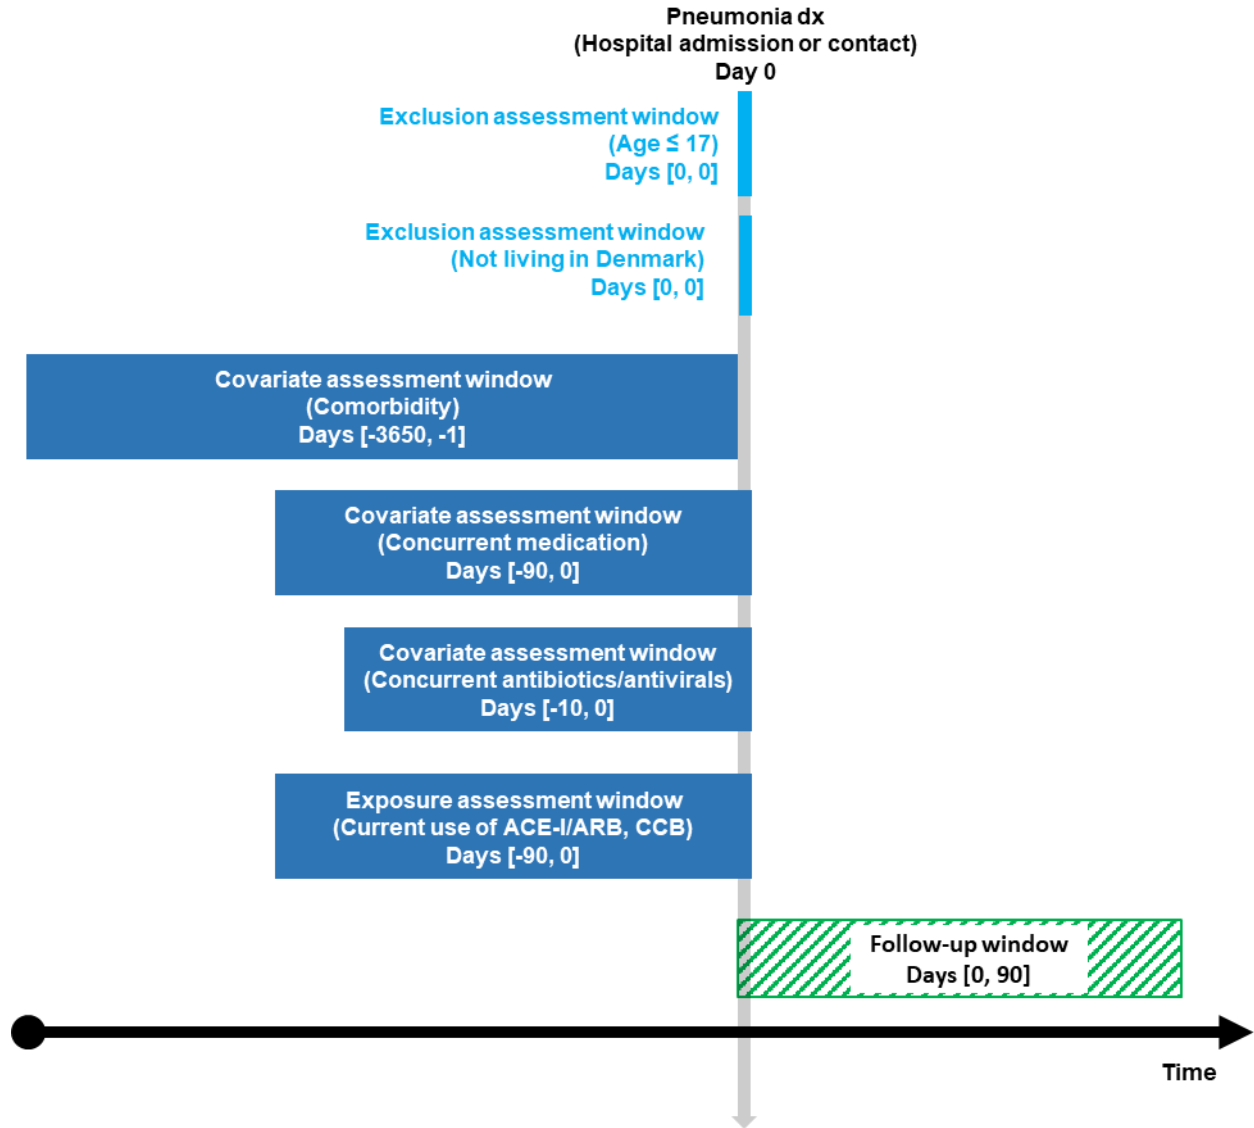 Pneumonia dx
(Hospital admission or contact)
Day 0
Exclusion assessment window
(Age ≤ 17)
Days [0, 0]
Exclusion assessment window
(Not living in Denmark)
Days [0, 0]
Covariate assessment window
(Comorbidity)
Days [-3650, -1]
Covariate assessment window
(Concurrent medication)
Days [-90, 0]
Covariate assessment window
(Concurrent antibiotics/antivirals)
Days [-10, 0]
Exposure assessment window
(Current use of ACE-I/ARB, CCB)
Days [-90, 0]
Follow-up window
Days [0, 90]
Time